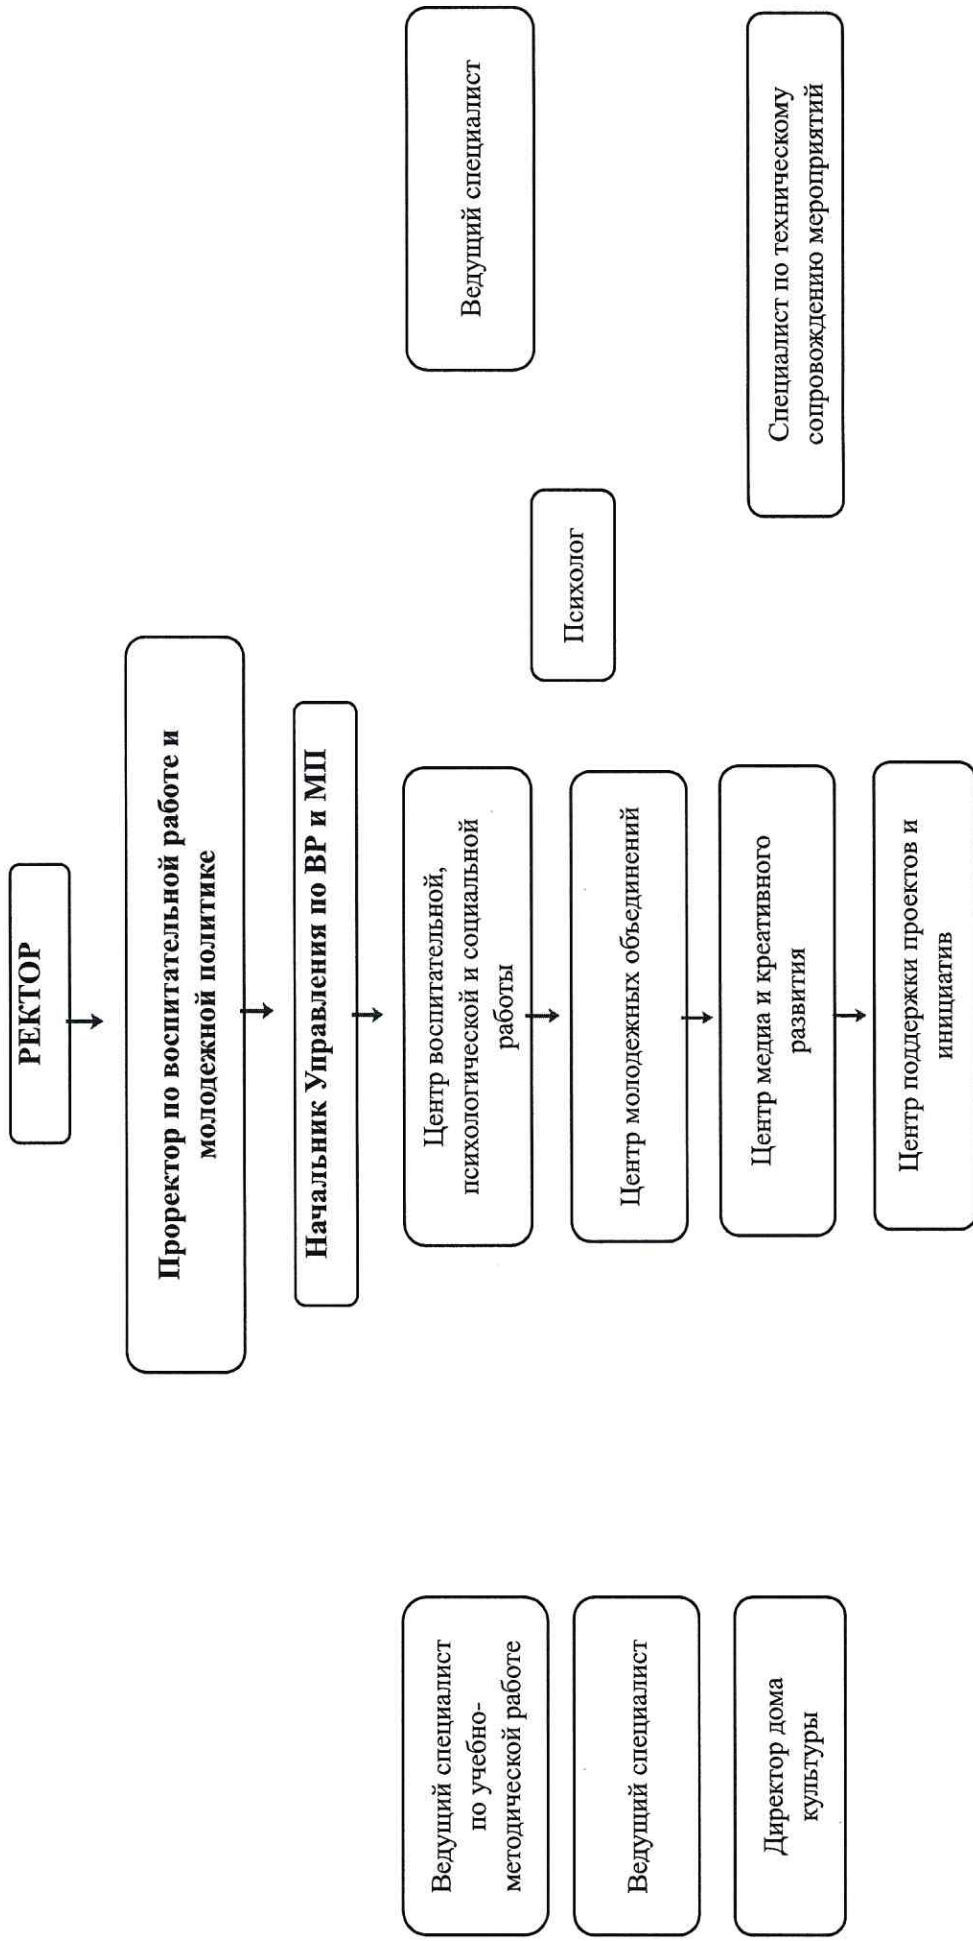 РЕКТОР
Проректор по воспитательной работе и
молодежной политике
Начальник Управления по ВР и МП
Ведущий специалист
по учебно-
методической работе
Центр воспитательной,
психологической и социальной
работы
Ведущий специалист
Психолог
Ведущий специалист
Центр молодежных объединений
Директор дома
культуры
Центр медиа и креативного
развития
Специалист по техническому
сопровождению мероприятий
Центр поддержки проектов и
инициатив